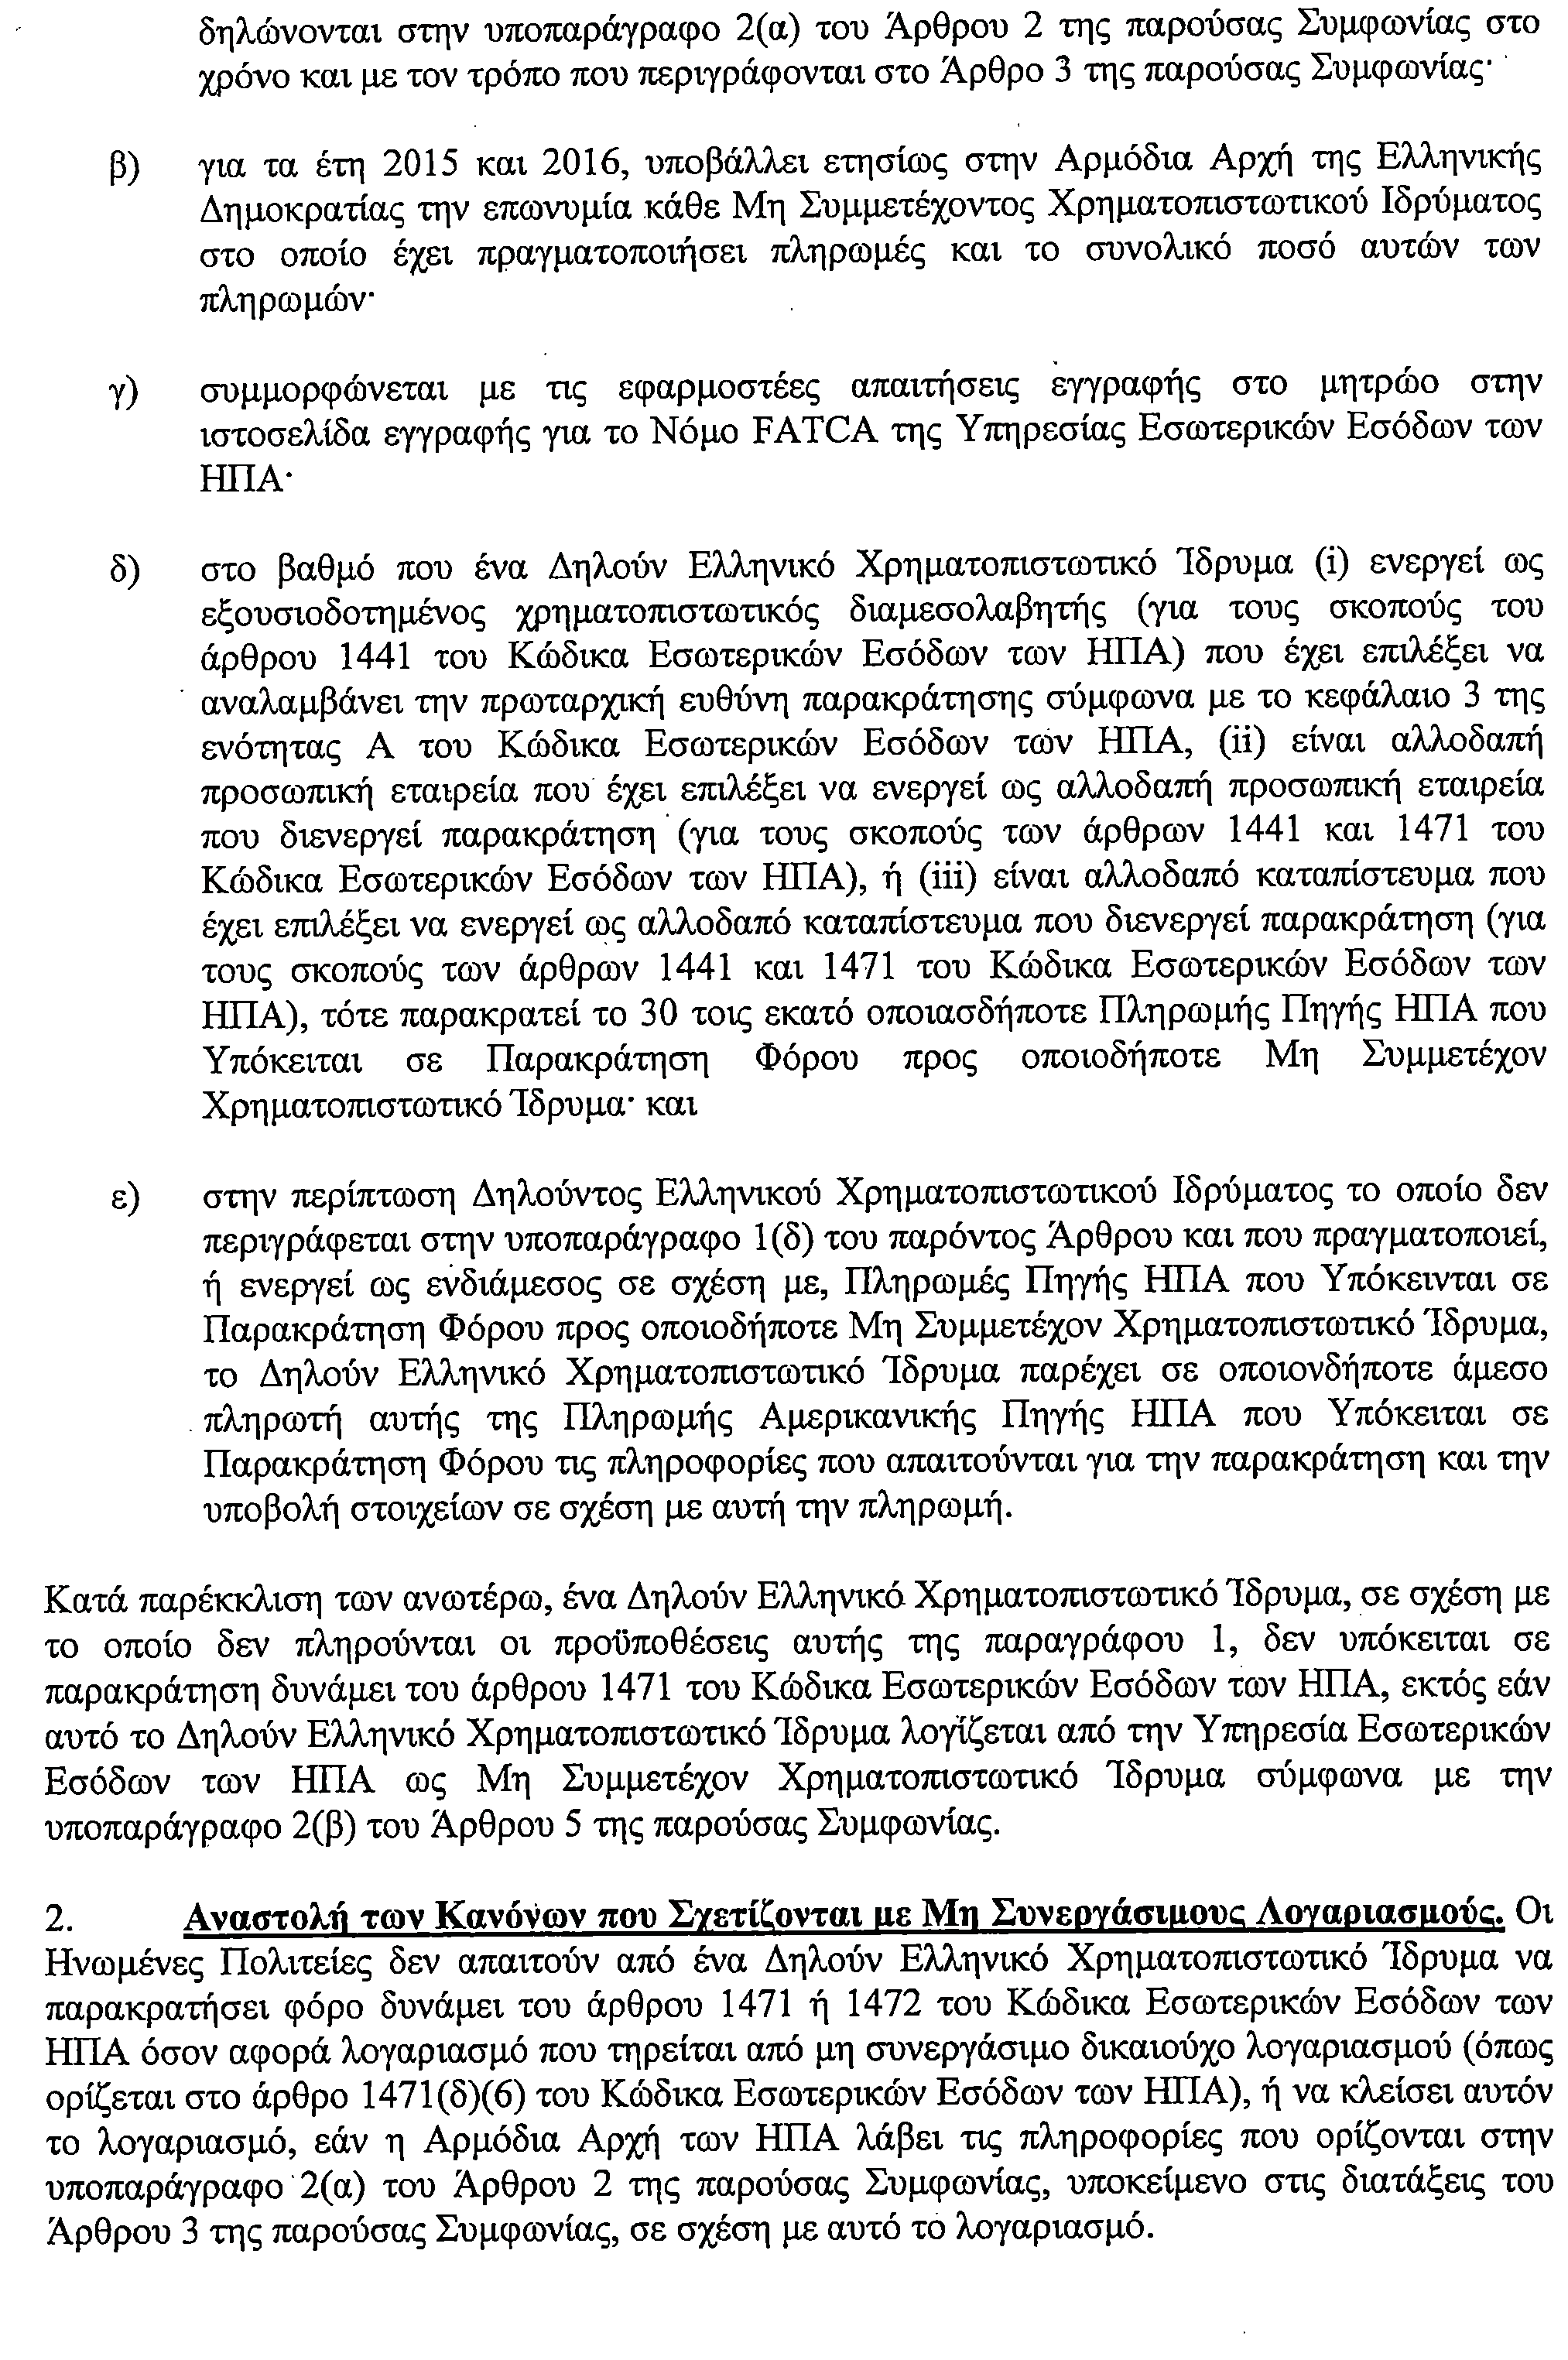 δηλώνονται στην υποπαράγραφο 2(α) του Άρθρου 2 της παρούσας Συμφωνίας στο
χρόνο και με τον τρόπο που περιγράφονται στο Άρθρο 3 της παρούσας Συμφωνίας·
β) για τα έτη 2015 και 2016, υποβάλλει ετησίως στην Αρμόδια Αρχή της Ελληνικής
Δημοκρατίας την επωνυμία κάθε Μη Συμμετέχοντος Χρηματοπιστωτικού Ιδρύματος
στο οποίο έχει πραγματοποιήσει πληρωμές και το συνολικό ποσό αυτών των
πληρωμών·
γ) συμμορφώνεται με τις εφαρμοστέες απαιτήσεις εγγραφής στο μητρώο στην
ιστοσελίδα εγγραφής για το Νόμο FATCA της Υπηρεσίας Εσωτερικών Εσόδων των
ΗΠΑ·
δ) στο βαθμό που ένα Δηλούν Ελληνικό Χρηματοπιστωτικό Ίδρυμα (i) ενεργεί ως
εξουσιοδοτημένος χρηματοπιστωτικός διαμεσολαβητής (για τους σκοπούς του
άρθρου 1441 του Κώδικα Εσωτερικών Εσόδων των ΗΠΑ) που έχει επιλέξει να
αναλαμβάνει την πρωταρχική ευθύνη παρακράτησης σύμφωνα με το κεφάλαιο 3 της
ενότητας Α του Κώδικα Εσωτερικών Εσόδων των ΗΠΑ, (ii) είναι αλλοδαπή
προσωπική εταιρεία που έχει επιλέξει να ενεργεί ως αλλοδαπή προσωπική εταιρεία
που διενεργεί παρακράτηση (για τους σκοπούς των άρθρων 1441 και 1471 του
Κώδικα Εσωτερικών Εσόδων των ΗΠΑ), ή (iii) είναι αλλοδαπό καταπίστευμα που
έχει επιλέξει να ενεργεί ως αλλοδαπό καταπίστευμα που διενεργεί παρακράτηση (για
τους σκοπούς των άρθρων 1441 και 1471 του Κώδικα Εσωτερικών Εσόδων των
ΗΠΑ), τότε παρακρατεί το 30 τοις εκατό οποιασδήποτε Πληρωμής Πηγής ΗΠΑ που
Υπόκειται σε Παρακράτηση Φόρου προς οποιοδήποτε Μη Συμμετέχον
Χρηματοπιστωτικό Ίδρυμα· και
ε) στην περίπτωση Δηλούντος Ελληνικού Χρηματοπιστωτικού Ιδρύματος το οποίο δεν
περιγράφεται στην υποπαράγραφο 1(δ) του παρόντος Άρθρου και που πραγματοποιεί,
ή ενεργεί ως ενδιάμεσος σε σχέση με, Πληρωμές Πηγής ΗΠΑ που Υπόκεινται σε
Παρακράτηση Φόρου προς οποιοδήποτε Μη Συμμετέχον Χρηματοπιστωτικό Ίδρυμα,
το Δηλούν Ελληνικό Χρηματοπιστωτικό Ίδρυμα παρέχει σε οποιονδήποτε άμεσο
πληρωτή αυτής της Πληρωμής Αμερικανικής Πηγής ΗΠΑ που Υπόκειται σε
Παρακράτηση Φόρου τις πληροφορίες που απαιτούνται για την παρακράτηση και την
υποβολή στοιχείων σε σχέση με αυτή την πληρωμή.
Κατά παρέκκλιση των ανωτέρω, ένα Δηλούν Ελληνικό Χρηματοπιστωτικό Ίδρυμα, σε σχέση με
το οποίο δεν πληρούνται οι προϋποθέσεις αυτής της παραγράφου 1, δεν υπόκειται σε
παρακράτηση δυνάμει του άρθρου 1471 του Κώδικα Εσωτερικών Εσόδων των ΗΠΑ, εκτός εάν
αυτό το Δηλούν Ελληνικό Χρηματοπιστωτικό Ίδρυμα λογίζεται από την Υπηρεσία Εσωτερικών
Εσόδων των ΗΠΑ ως Μη Συμμετέχον Χρηματοπιστωτικό Ίδρυμα σύμφωνα με την
υποπαράγραφο 2(β) του Άρθρου 5 της παρούσας Συμφωνίας.
2. Αναστολή των Κανόνων που Σχετίζονται με Μη Συνεργάσιμους Λογαριασμούς. Οι
Ηνωμένες Πολιτείες δεν απαιτούν από ένα Δηλούν Ελληνικό Χρηματοπιστωτικό Ίδρυμα να
παρακρατήσει φόρο δυνάμει του άρθρου 1471 ή 1472 του Κώδικα Εσωτερικών Εσόδων των
ΗΠΑ όσον αφορά λογαριασμό που τηρείται από μη συνεργάσιμο δικαιούχο λογαριασμού (όπως
ορίζεται στο άρθρο 1471(δ)(6) του Κώδικα Εσωτερικών Εσόδων των ΗΠΑ), ή να κλείσει αυτόν
το λογαριασμό, εάν η Αρμόδια Αρχή των ΗΠΑ λάβει τις πληροφορίες που ορίζονται στην
υποπαράγραφο 2(α) του Άρθρου 2 της παρούσας Συμφωνίας, υποκείμενο στις διατάξεις του
Άρθρου 3 της παρούσας Συμφωνίας, σε σχέση με αυτό το λογαριασμό.